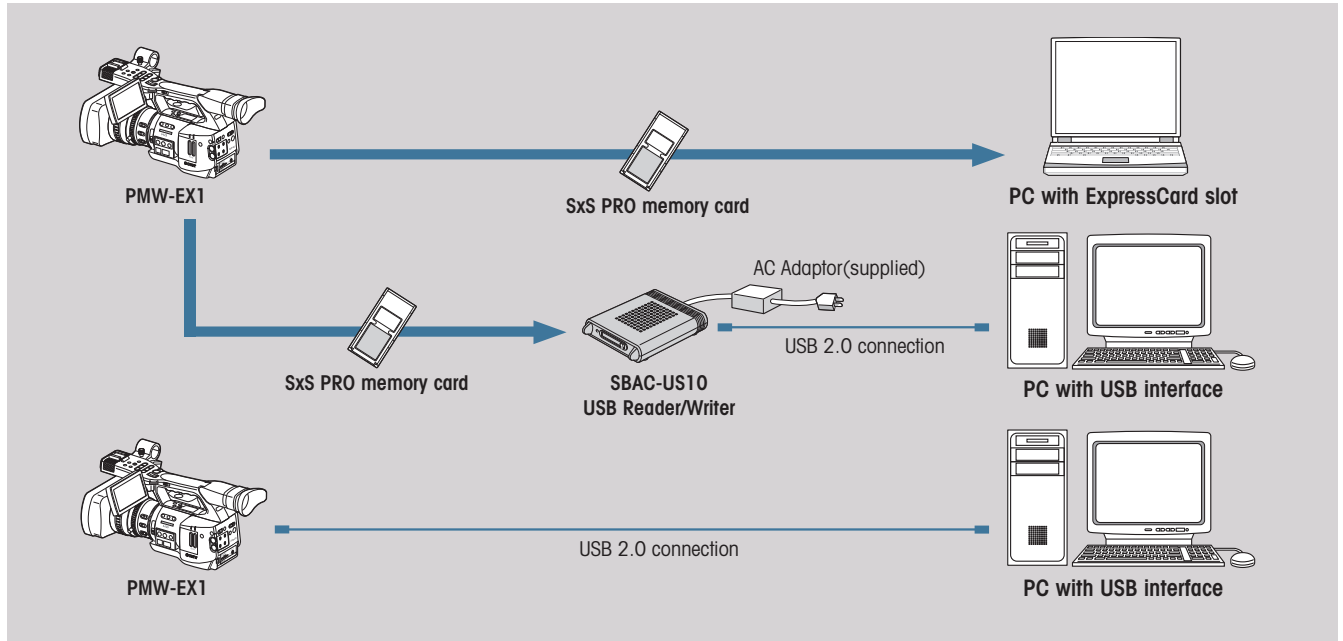 PMW-EX1
SxS PRO memory card
PC with ExpressCard slot
AC Adaptor(supplied)
USB 2.0 connection
SxS PRO memory card
SBAC-US10
USB Reader/Writer
PC with USB interface
PMW-EX1
USB 2.0 connection
PC with USB interface